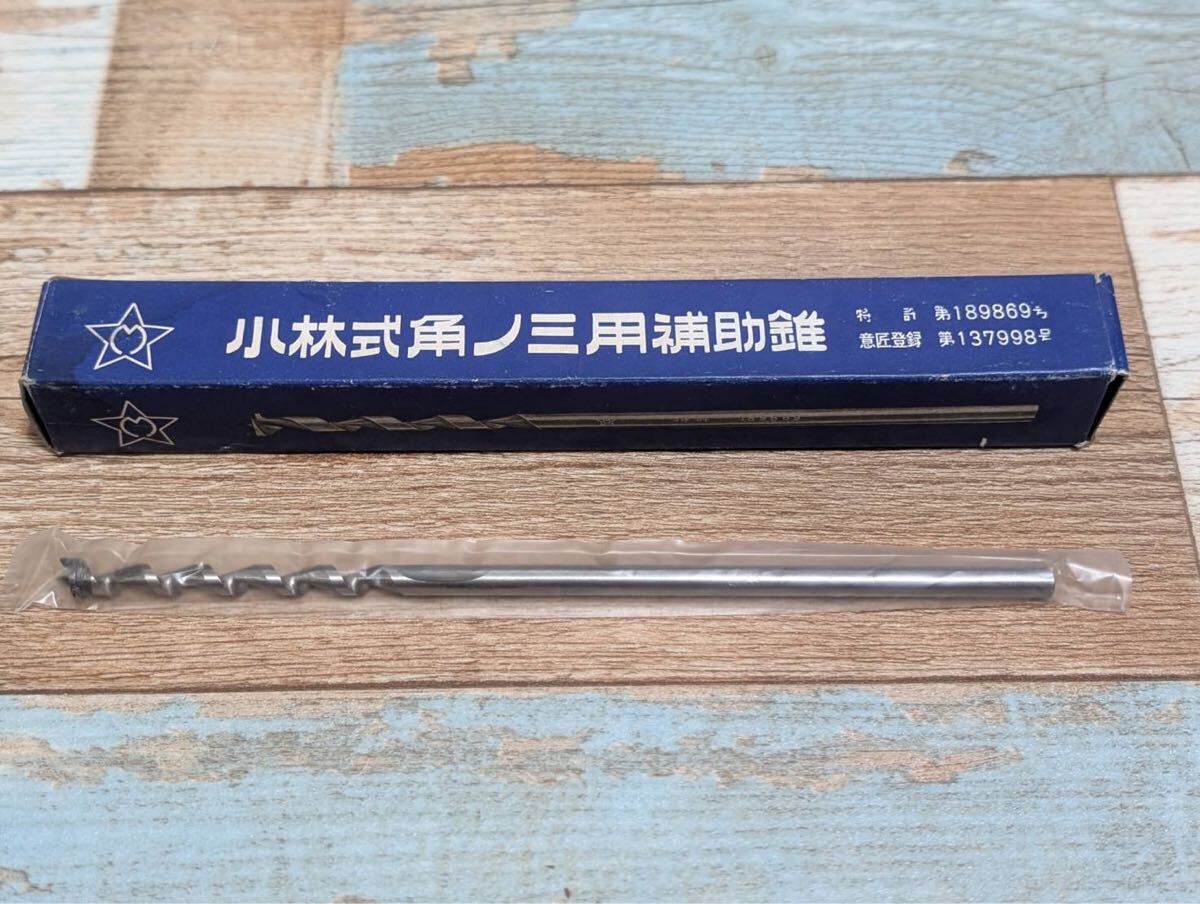 小林式角ノミ用補助錐
特許 第189869号
意匠登録 第137998号